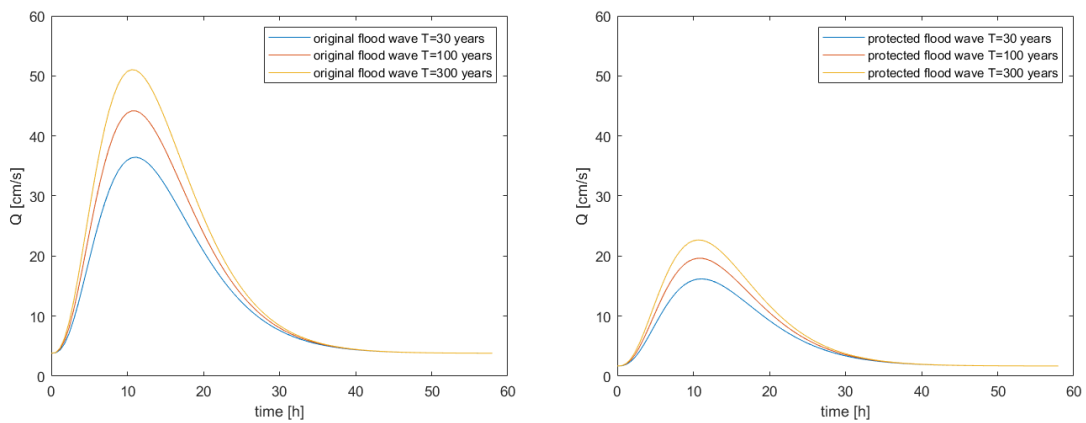 60
50
40
30
20
10
0
Q [cm/s]
original flood wave T=30 years
original flood wave T=100 years
original flood wave T=300 years
0 10 20 30 40 50 60
time [h]
60
50
40
30
20
10
0
Q [cm/s]
protected flood wave T=30 years
protected flood wave T=100 years
protected flood wave T=300 years
0 10 20 30 40 50 60
time [h]